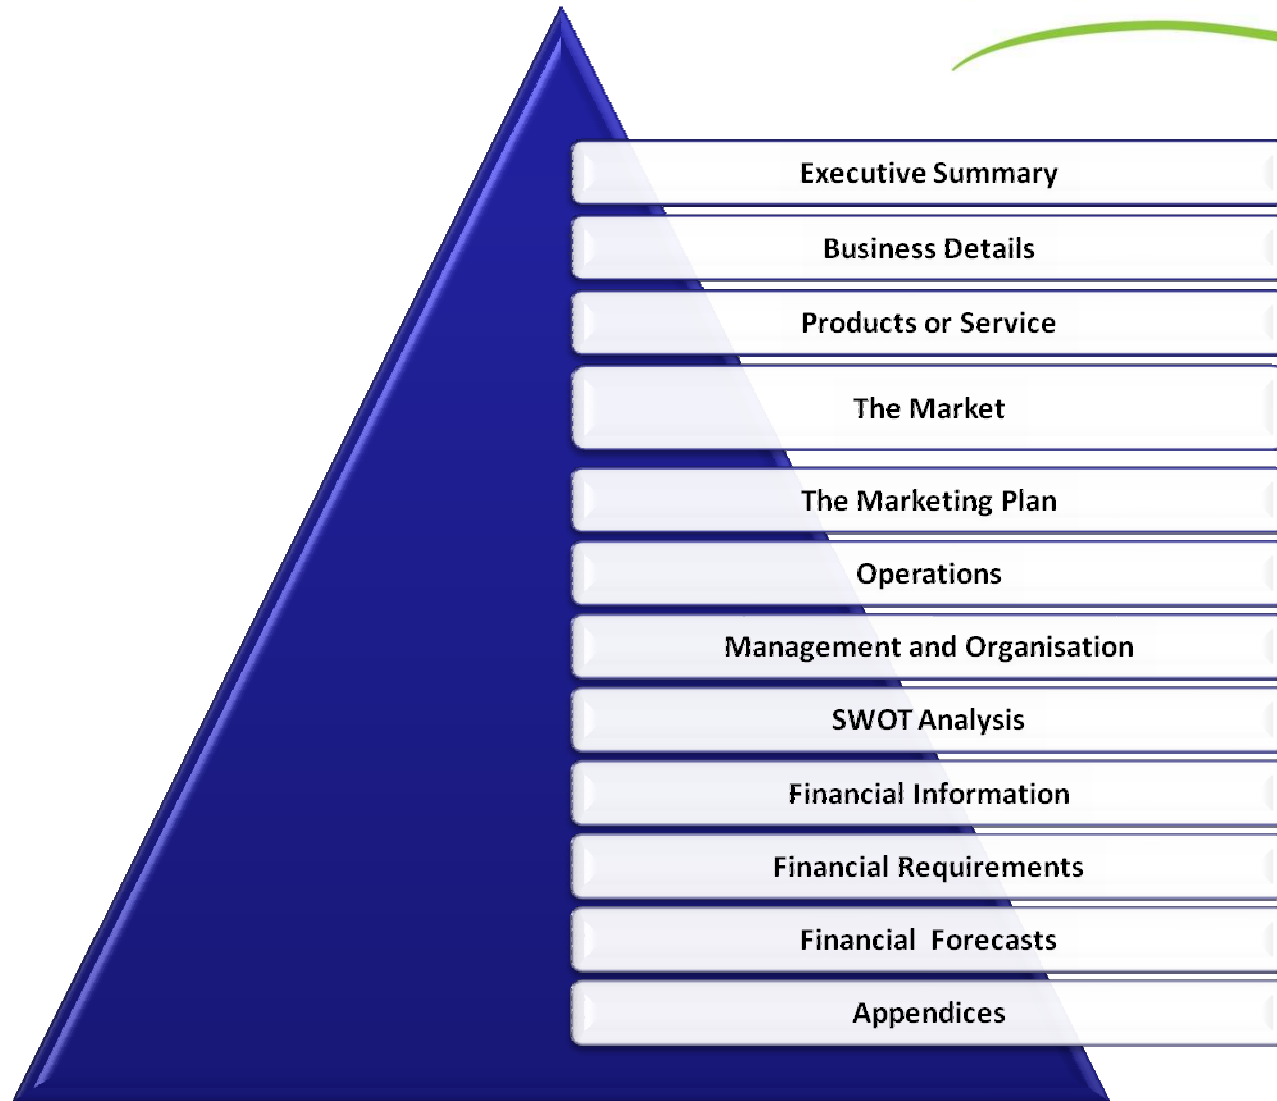 Executive Summary
Business Details
Products or Service
The Market
The Marketing Plan
Operations
Management and Organisation
SWOT Analysis
Financial Information
Financial Requirements
Financial Forecasts
Appendices